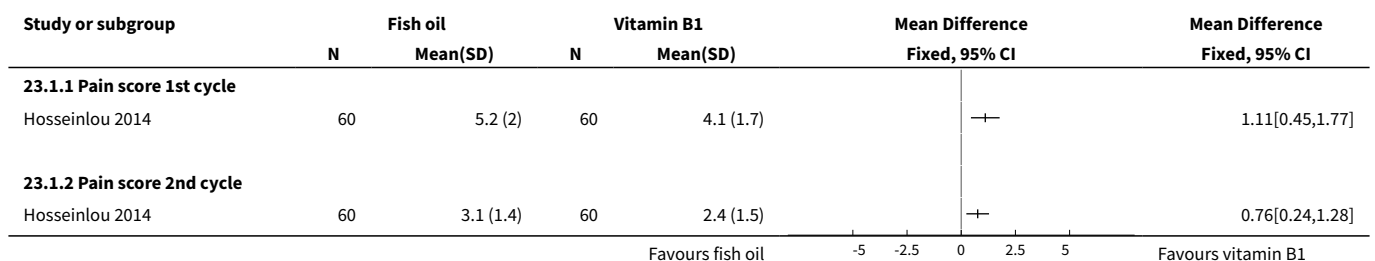 Study or subgroup Fish oil Vitamin B1 Mean Difference Mean Difference
N Mean(SD) N Mean(SD) Fixed, 95% CI Fixed, 95% CI
23.1.1 Pain score 1st cycle
Hosseinlou 2014 60 5.2 (2) 60 4.1 (1.7) 1.11[0.45,1.77]
23.1.2 Pain score 2nd cycle
Hosseinlou 2014 60 3.1 (1.4) 60 2.4 (1.5) 0.76[0.24,1.28]
Favours fish oil -5 -2.5 0 2.5 5 Favours vitamin B1